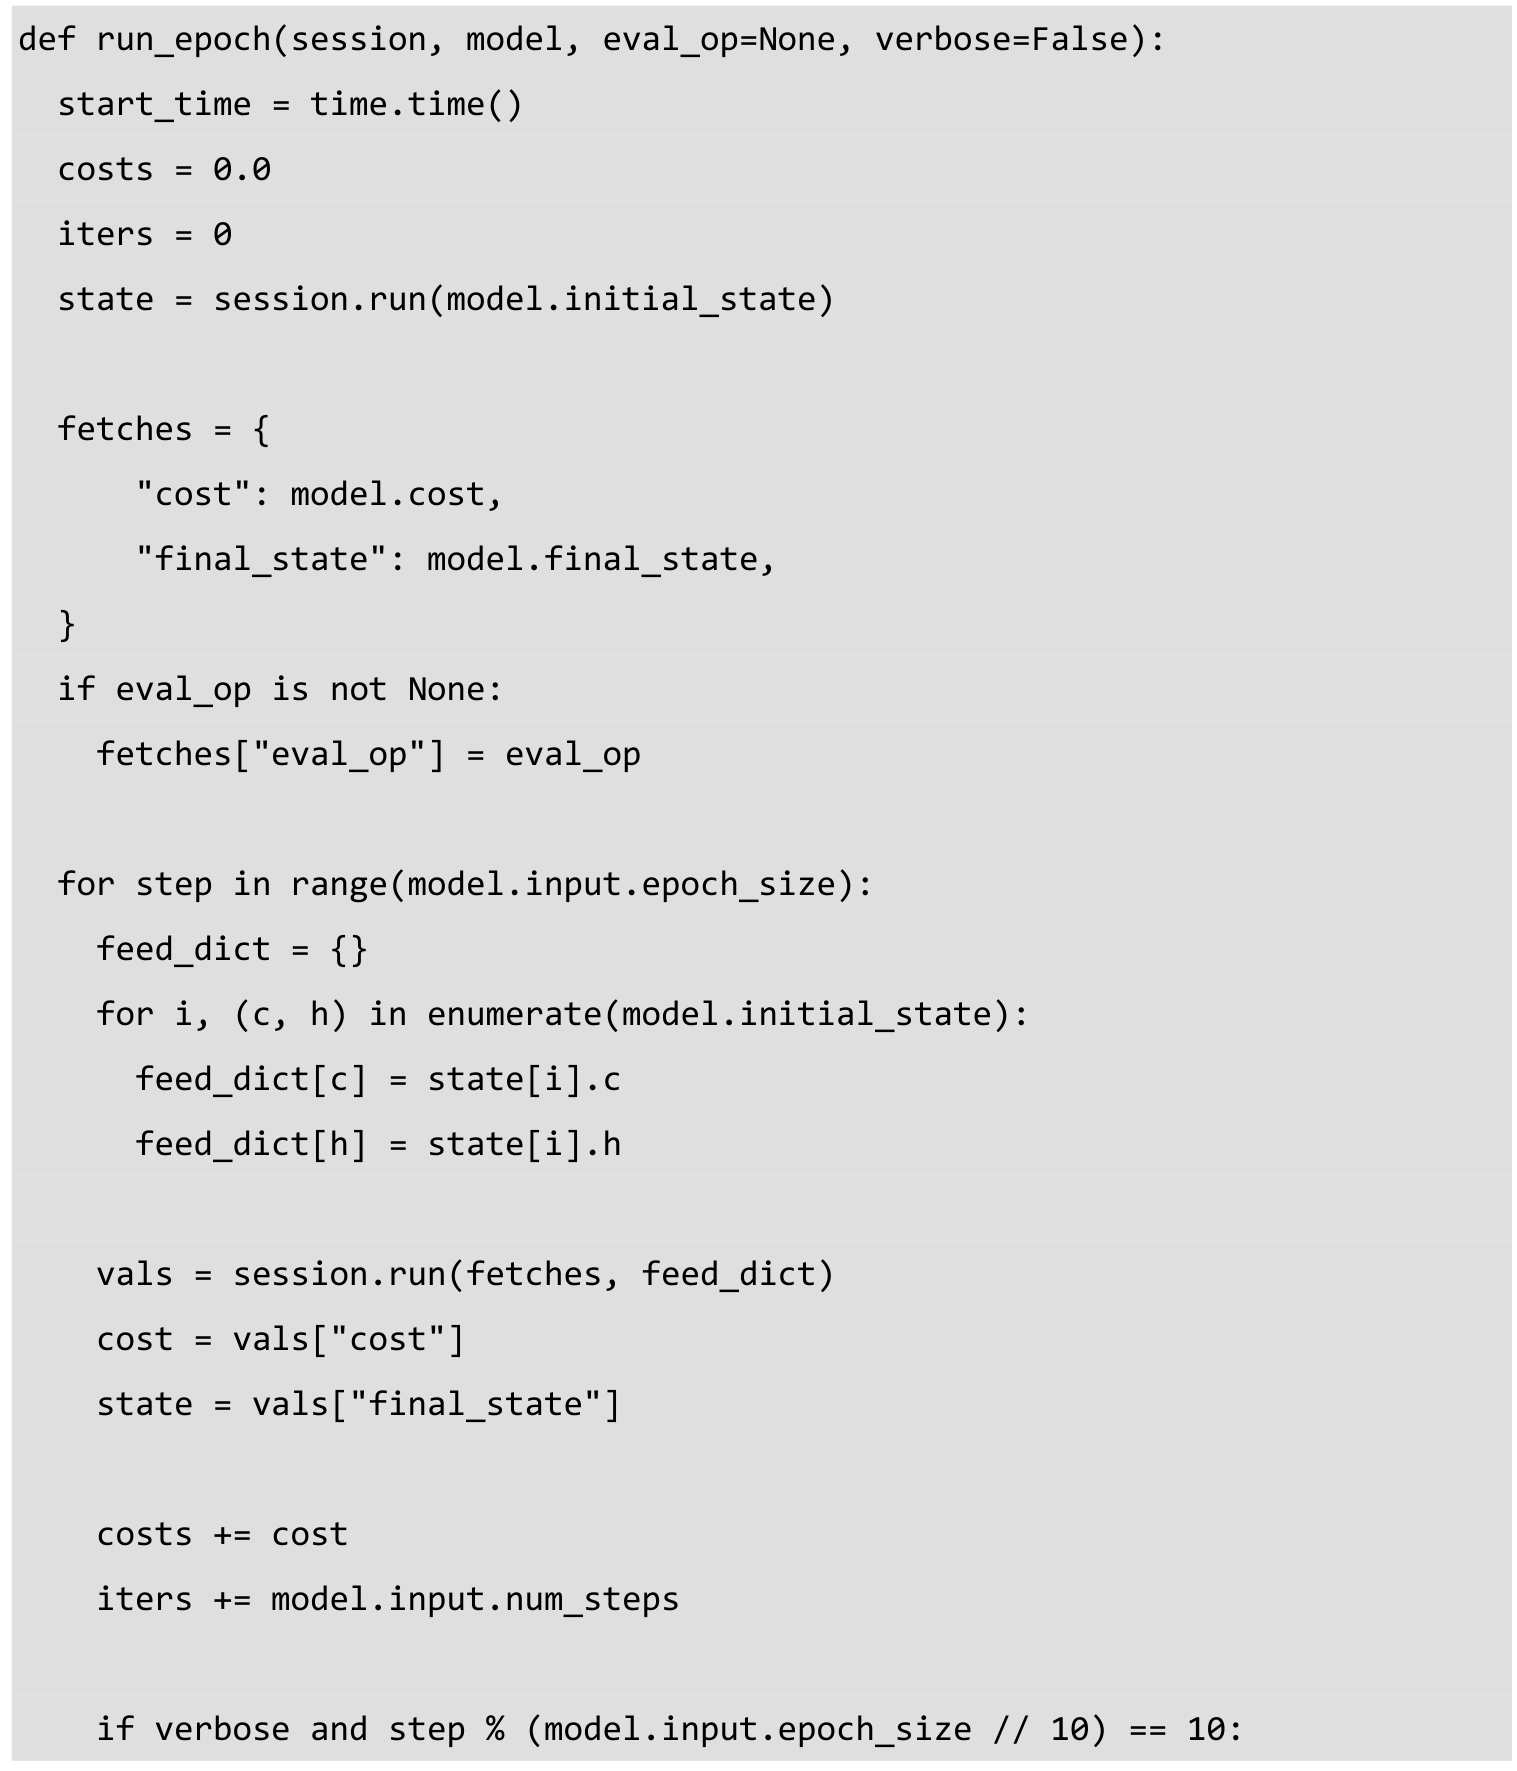 def run_epoch(session, model, eval_op=None, verbose=False):
  start_time = time.time()
  costs = 0.0
  iters = 0
  state = session.run(model.initial_state)

  fetches = {
      "cost": model.cost,
      "final_state": model.final_state,
  }
  if eval_op is not None:
    fetches["eval_op"] = eval_op

  for step in range(model.input.epoch_size):
    feed_dict = {}
    for i, (c, h) in enumerate(model.initial_state):
      feed_dict[c] = state[i].c
      feed_dict[h] = state[i].h

    vals = session.run(fetches, feed_dict)
    cost = vals["cost"]
    state = vals["final_state"]

    costs += cost
    iters += model.input.num_steps

    if verbose and step % (model.input.epoch_size // 10) == 10: